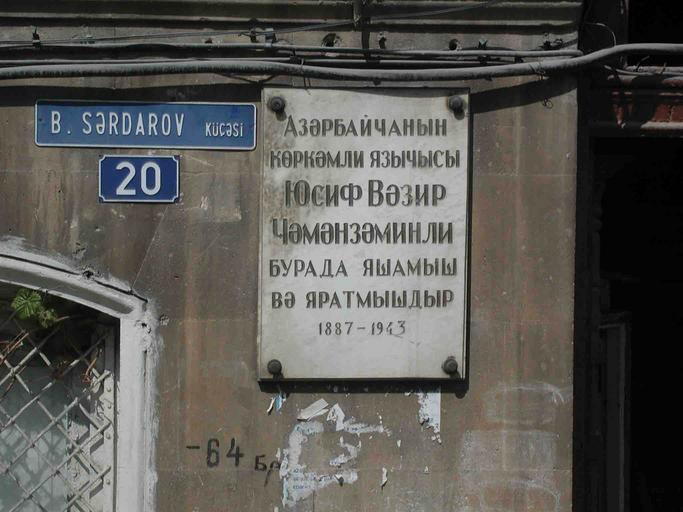 B. SƏRDAROV KÜÇƏSİ
20
АЗӘРБАЙҸАНЫН
КӨРКӘМЛИ ЯЗЫЧЫСЫ
ЮСИФ ВӘЗИР
ЧӘМӘНЗӘМИНЛИ
БУРАДА ЯШАМЫШ
ВӘ ЯРАТМЫШДЫР
1887-1943
-64